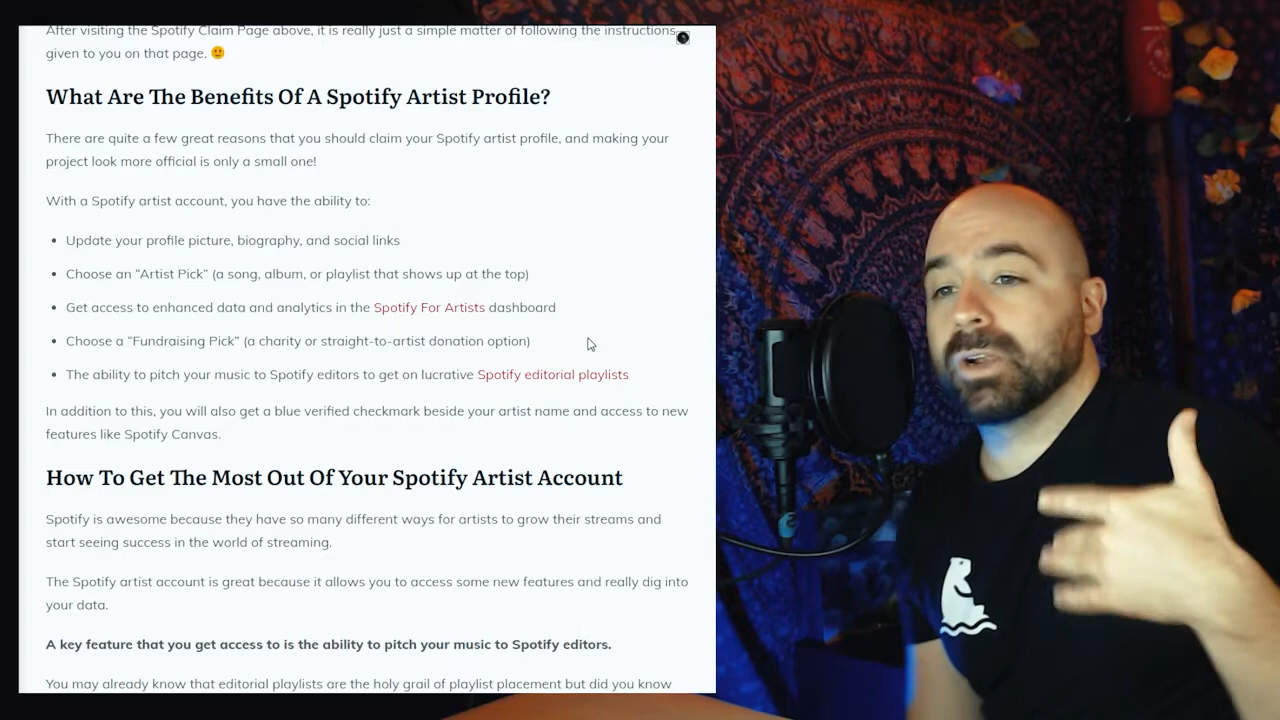 After visiting the Spotify Claim Page above, it is really just a simple matter of following the instructions
given to you on that page. 🙂
What Are The Benefits Of A Spotify Artist Profile?
There are quite a few great reasons that you should claim your Spotify artist profile, and making your
project look more official is only a small one!
With a Spotify artist account, you have the ability to:
• Update your profile picture, biography, and social links
• Choose an “Artist Pick” (a song, album, or playlist that shows up at the top)
• Get access to enhanced data and analytics in the Spotify For Artists dashboard
• Choose a “Fundraising Pick” (a charity or straight-to-artist donation option)
• The ability to pitch your music to Spotify editors to get on lucrative Spotify editorial playlists
In addition to this, you will also get a blue verified checkmark beside your artist name and access to new
features like Spotify Canvas.
How To Get The Most Out Of Your Spotify Artist Account
Spotify is awesome because they have so many different ways for artists to grow their streams and
start seeing success in the world of streaming.
The Spotify artist account is great because it allows you to access some new features and really dig into
your data.
A key feature that you get access to is the ability to pitch your music to Spotify editors.
You may already know that editorial playlists are the holy grail of playlist placement but did you know